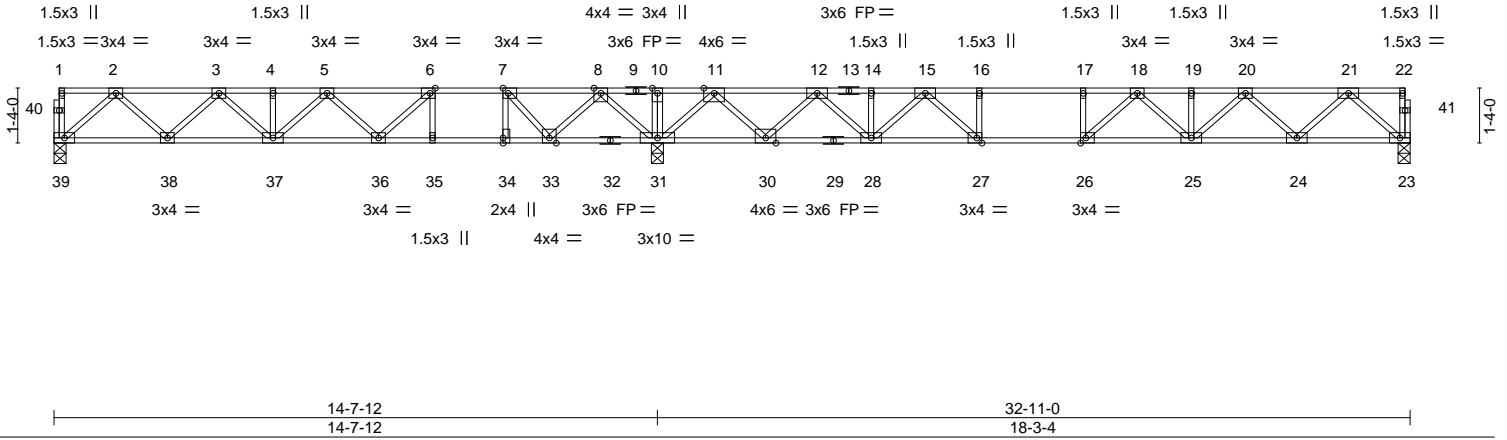 1.5x3 || 1.5x3 || 4x4 = 3x4 || 3x6 FP = 1.5x3 || 1.5x3 || 1.5x3 ||
1.5x3 = 3x4 = 3x4 = 3x4 = 3x4 = 3x4 = 3x6 FP = 4x6 = 1.5x3 || 1.5x3 || 3x4 = 3x4 = 1.5x3 =
1 2 3 4 5 6 7 8 9 10 11 12 13 14 15 16 17 18 19 20 21 22
1-4-0 40 41 1-4-0
39 38 37 36 35 34 33 32 31 30 29 28 27 26 25 24 23
3x4 = 3x4 = 2x4 || 3x6 FP = 4x6 = 3x6 FP = 3x4 = 3x4 =
1.5x3 || 4x4 = 3x10 =
14-7-12 32-11-0
14-7-12 18-3-4